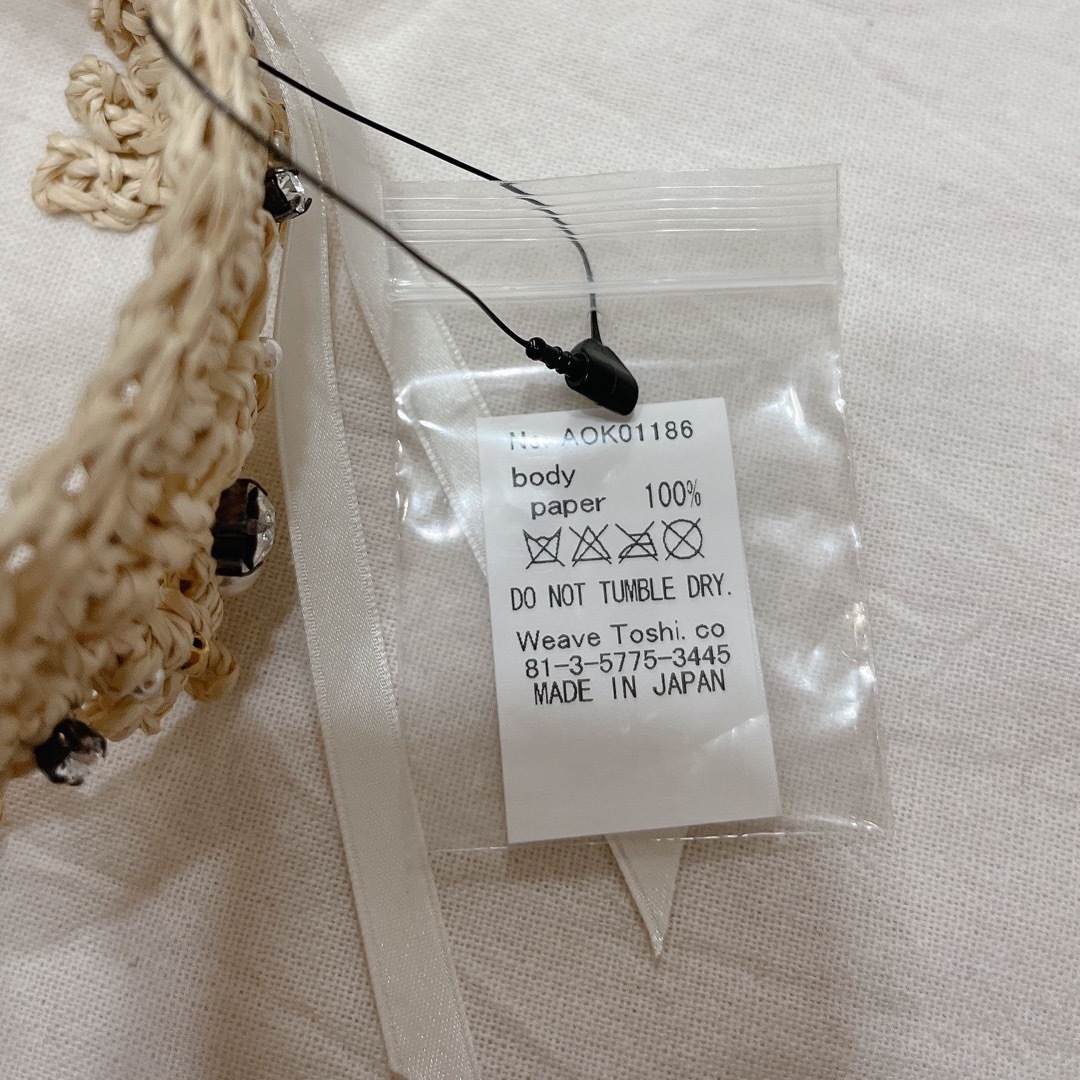 No. AOK01186
body
paper 100%
DO NOT TUMBLE DRY.
Weave Toshi. co
81-3-5775-3445
MADE IN JAPAN